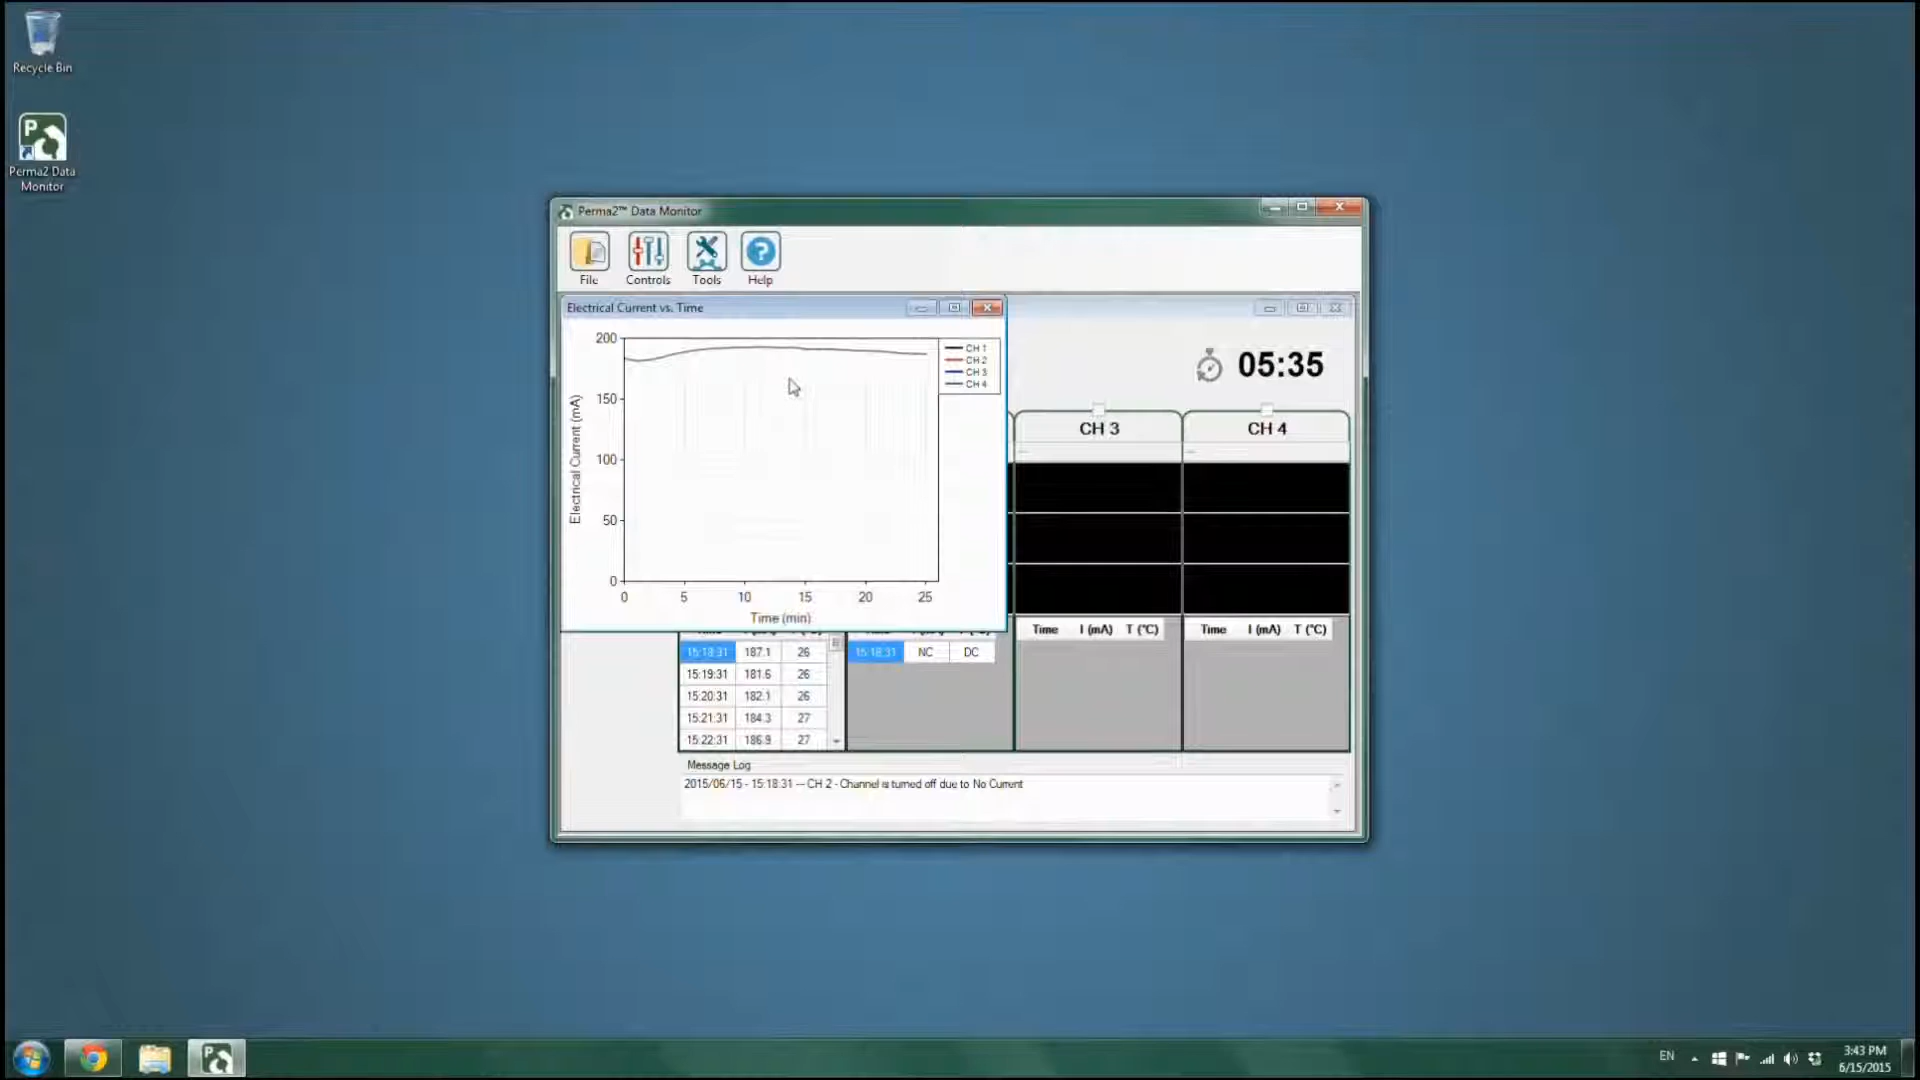 Recycle Bin
Perma2 Data
Monitor
Perma2™ Data Monitor
File
Controls
Tools
Help
Electrical Current vs. Time
200
150
100
50
0
Electrical Current (mA)
0 5 10 15 20 25
Time (min)
CH 1
CH 2
CH 3
CH 4
05:35
CH 3
CH 4
Time I (mA) T (°C)
Time I (mA) T (°C)
15:18:31 187.1 26
15:19:31 181.6 26
15:20:31 182.1 26
15:21:31 184.3 27
15:22:31 186.9 27
15:18:31 NC DC
Message Log
2015/06/15 - 15:18:31 -- CH 2 - Channel is turned off due to No Current
EN
3:43 PM
6/15/2015